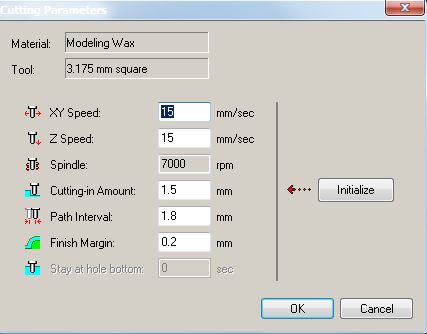 Cutting Parameters
Material: Modeling Wax
Tool: 3.175 mm square
XY Speed: 15 mm/sec
Z Speed: 15 mm/sec
Spindle: 7000 rpm
Cutting-in Amount: 1.5 mm
Initialize
Path Interval: 1.8 mm
Finish Margin: 0.2 mm
Stay at hole bottom: 0 sec
OK Cancel